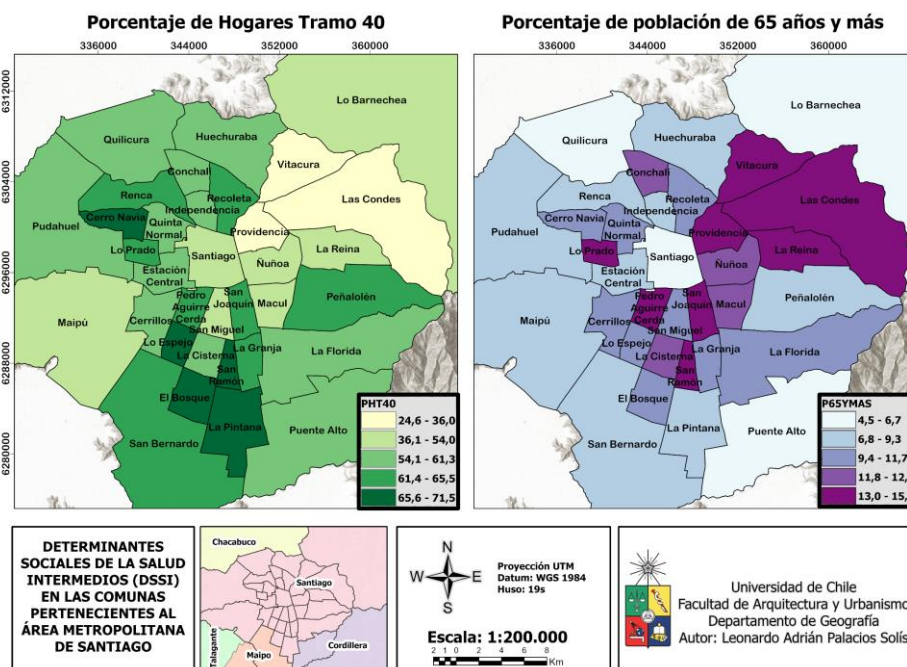 Porcentaje de Hogares Tramo 40
336000 344000 352000 360000
6312000
6304000
6296000
6288000
6280000
Lo Barnechea
Quilicura
Huechuraba
Vitacura
Conchalí
Las Condes
Renca
Recoleta
Independencia
Cerro Navia
Quinta
Normal
Pudahuel
Providencia
Lo Prado
La Reina
Santiago
Ñuñoa
Estación
Central
Peñalolén
Pedro
Aguirre
Cerda
San
Joaquín
Macul
Maipú
Cerrillos
San Miguel
Lo Espejo
La Granja
La Florida
La Cisterna
San
Ramón
El Bosque
La Pintana
San Bernardo
Puente Alto
PHT40
24,6 - 36,0
36,1 - 54,0
54,1 - 61,3
61,4 - 65,5
65,6 - 71,5
Porcentaje de población de 65 años y más
336000 344000 352000 360000
Lo Barnechea
Quilicura
Huechuraba
Vitacura
Conchalí
Las Condes
Renca
Recoleta
Independencia
Cerro Navia
Quinta
Normal
Pudahuel
Providencia
Lo Prado
La Reina
Santiago
Ñuñoa
Estación
Central
Peñalolén
Pedro
Aguirre
Cerda
San
Joaquín
Macul
Maipú
Cerrillos
San Miguel
Lo Espejo
La Granja
La Florida
La Cisterna
San
Ramón
El Bosque
La Pintana
San Bernardo
Puente Alto
P65YMAS
4,5 - 6,7
6,8 - 9,3
9,4 - 11,7
11,8 - 12,
13,0 - 15,
DETERMINANTES
SOCIALES DE LA SALUD
INTERMEDIOS (DSSI)
EN LAS COMUNAS
PERTENECIENTES AL
ÁREA METROPOLITANA
DE SANTIAGO
Chacabuco
Santiago
Talagante
Maipo
Cordillera
N
W E
S
Proyección UTM
Datum: WGS 1984
Huso: 19s
Escala: 1:200.000
2 1 0 2 4 6 8
Km
Universidad de Chile
Facultad de Arquitectura y Urbanismo
Departamento de Geografía
Autor: Leonardo Adrián Palacios Solís